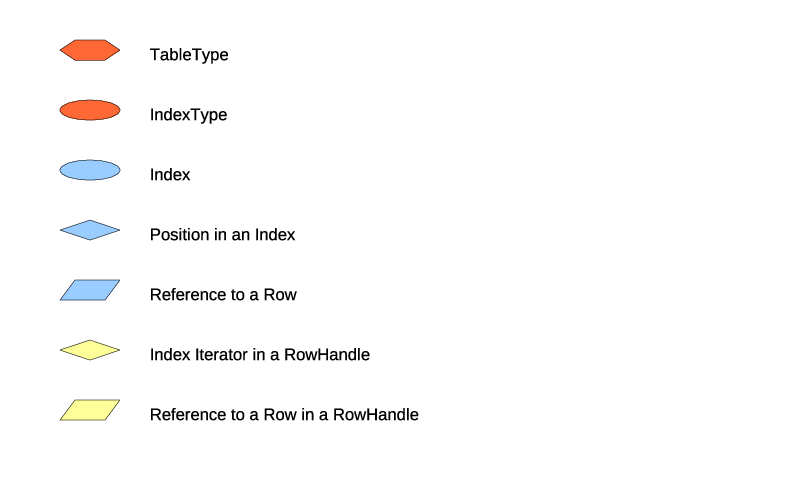 TableType
IndexType
Index
Position in an Index
Reference to a Row
Index Iterator in a RowHandle
Reference to a Row in a RowHandle